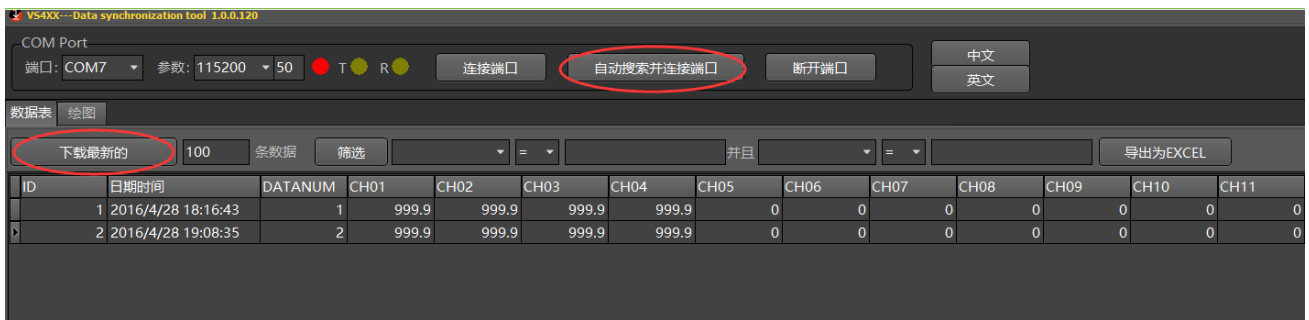 VS4XX---Data synchronization tool 1.0.0.120
COM Port
端口: COM7 参数: 115200 50 T R 连接端口 自动搜索并连接端口 断开端口 中文
英文
数据表 绘图
下载最新的 100 条数据 筛选 = 并且 = 导出为EXCEL
ID 日期时间 DATANUM CH01 CH02 CH03 CH04 CH05 CH06 CH07 CH08 CH09 CH10 CH11
1 2016/4/28 18:16:43 1 999.9 999.9 999.9 999.9 0 0 0 0 0 0 0
2 2016/4/28 19:08:35 2 999.9 999.9 999.9 999.9 0 0 0 0 0 0 0